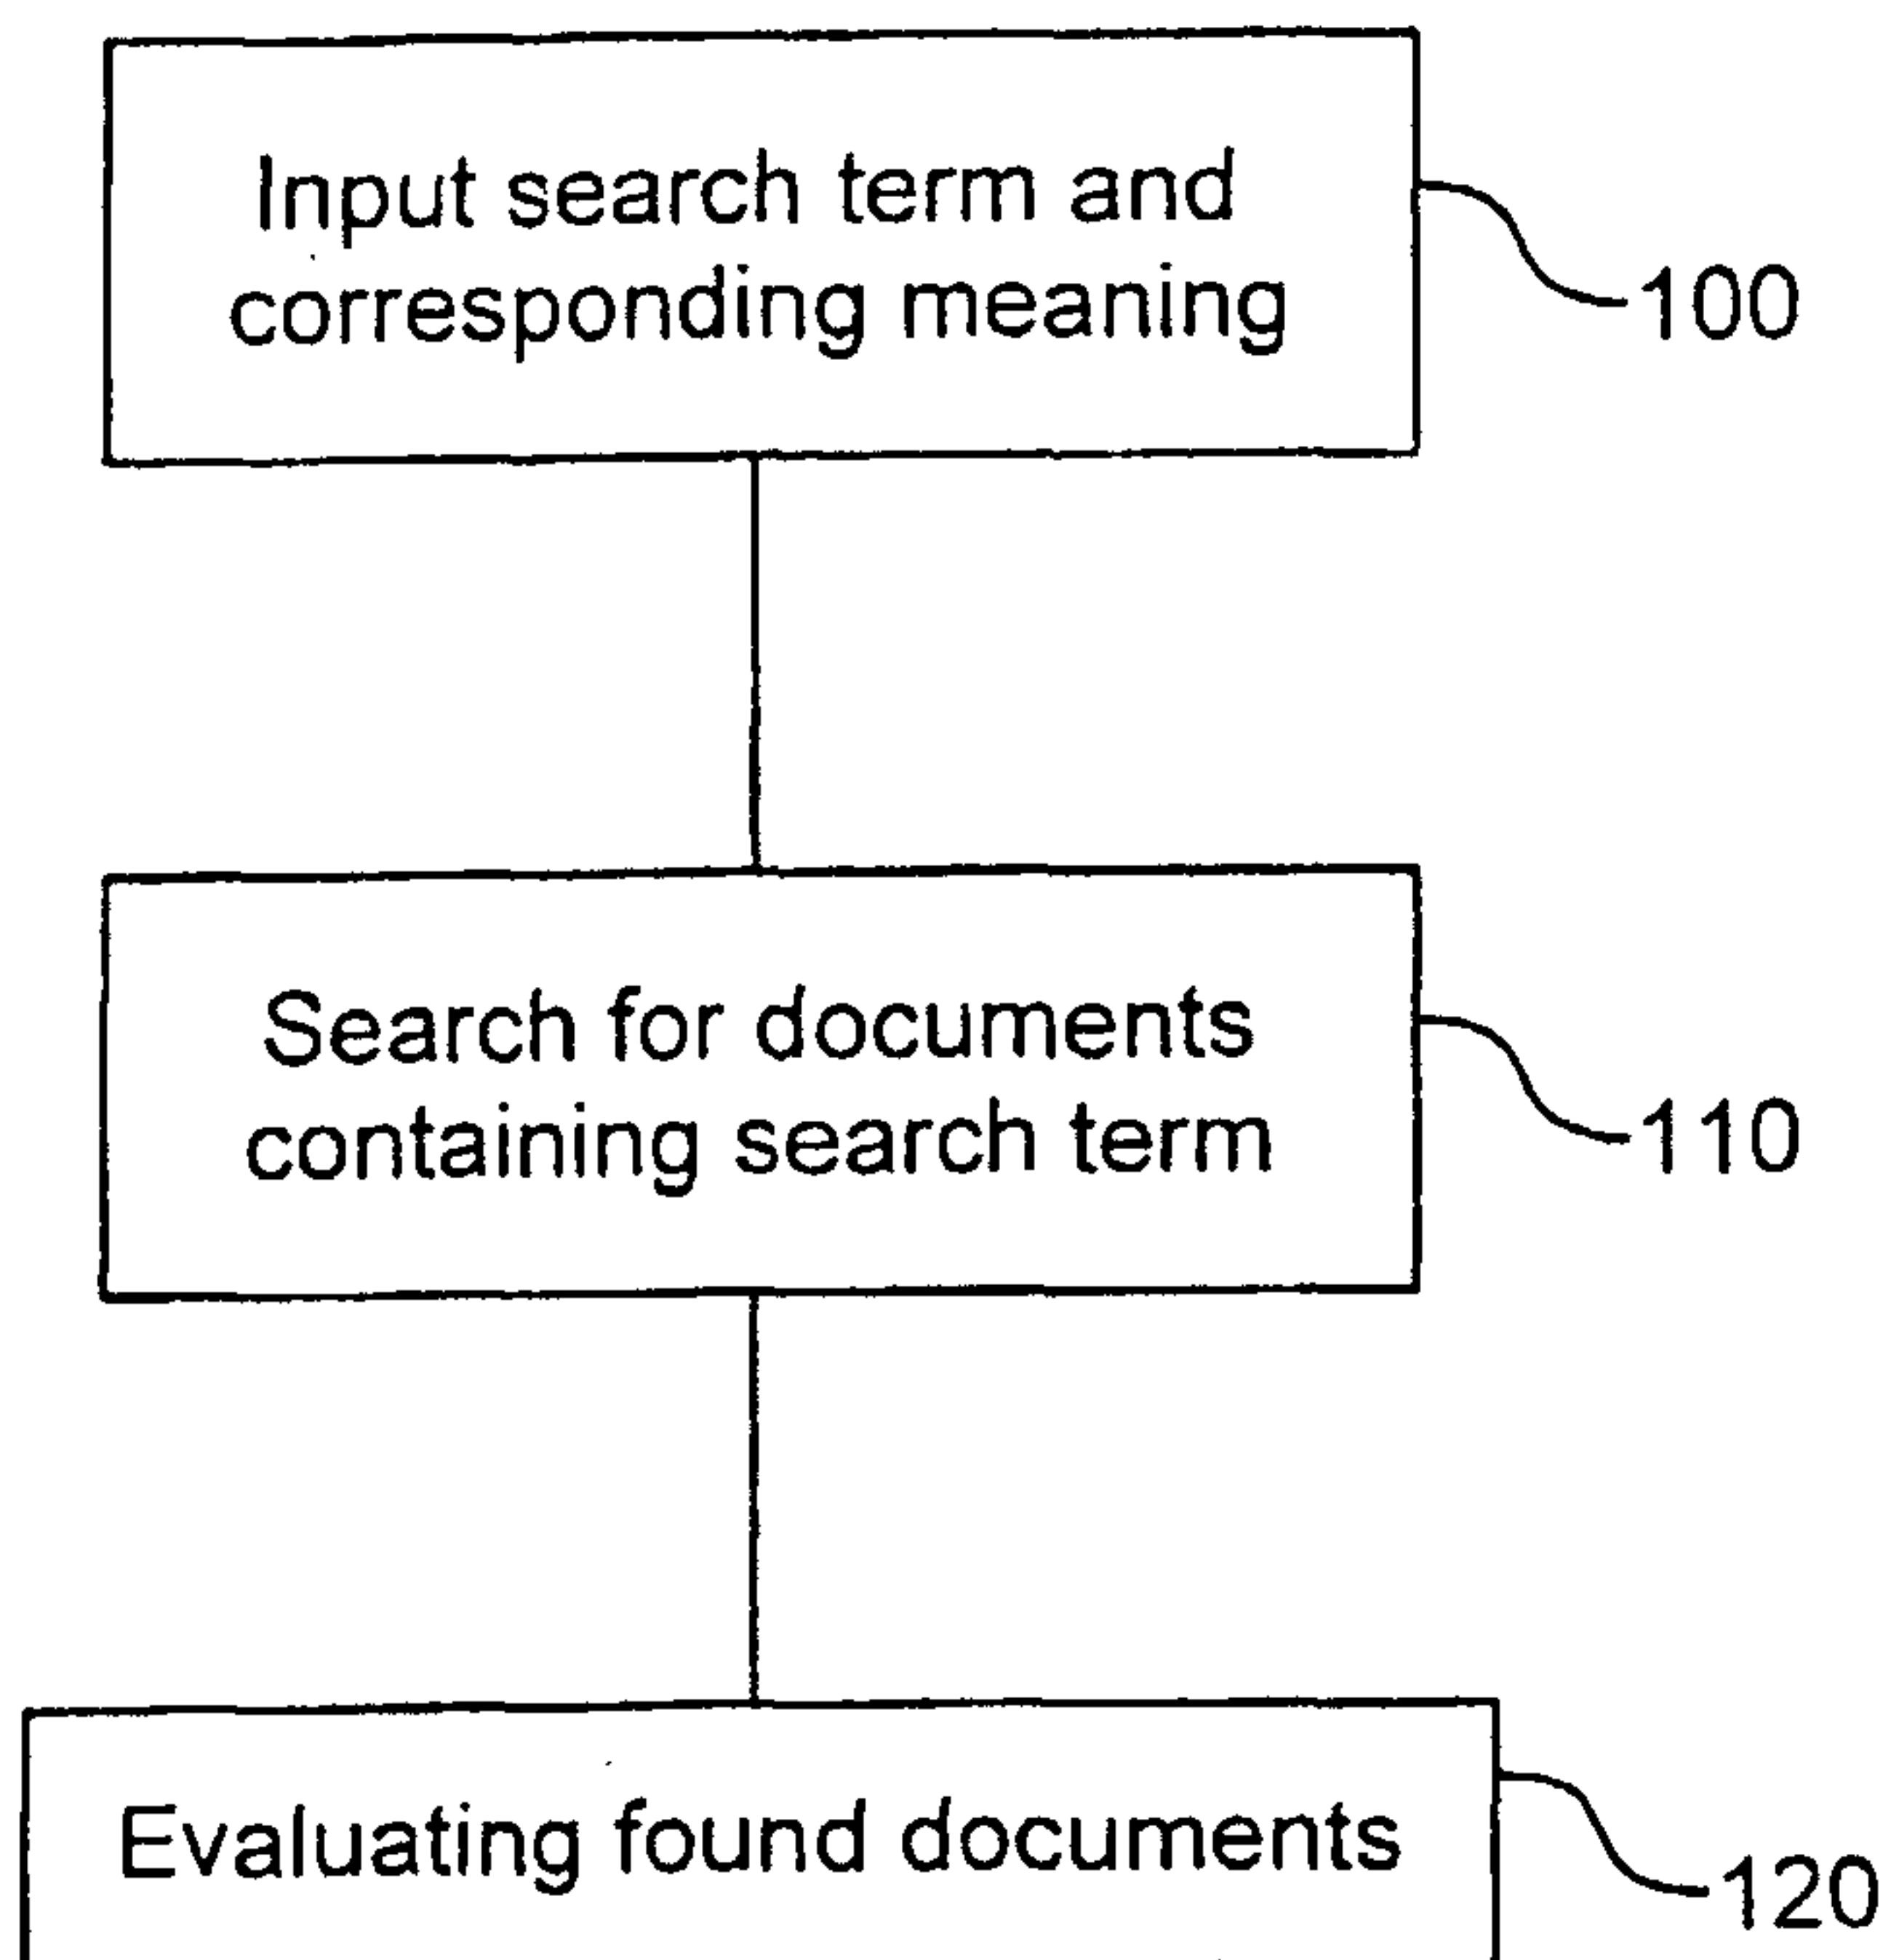 Input search term and
corresponding meaning
100
Search for documents
containing search term
110
Evaluating found documents
120